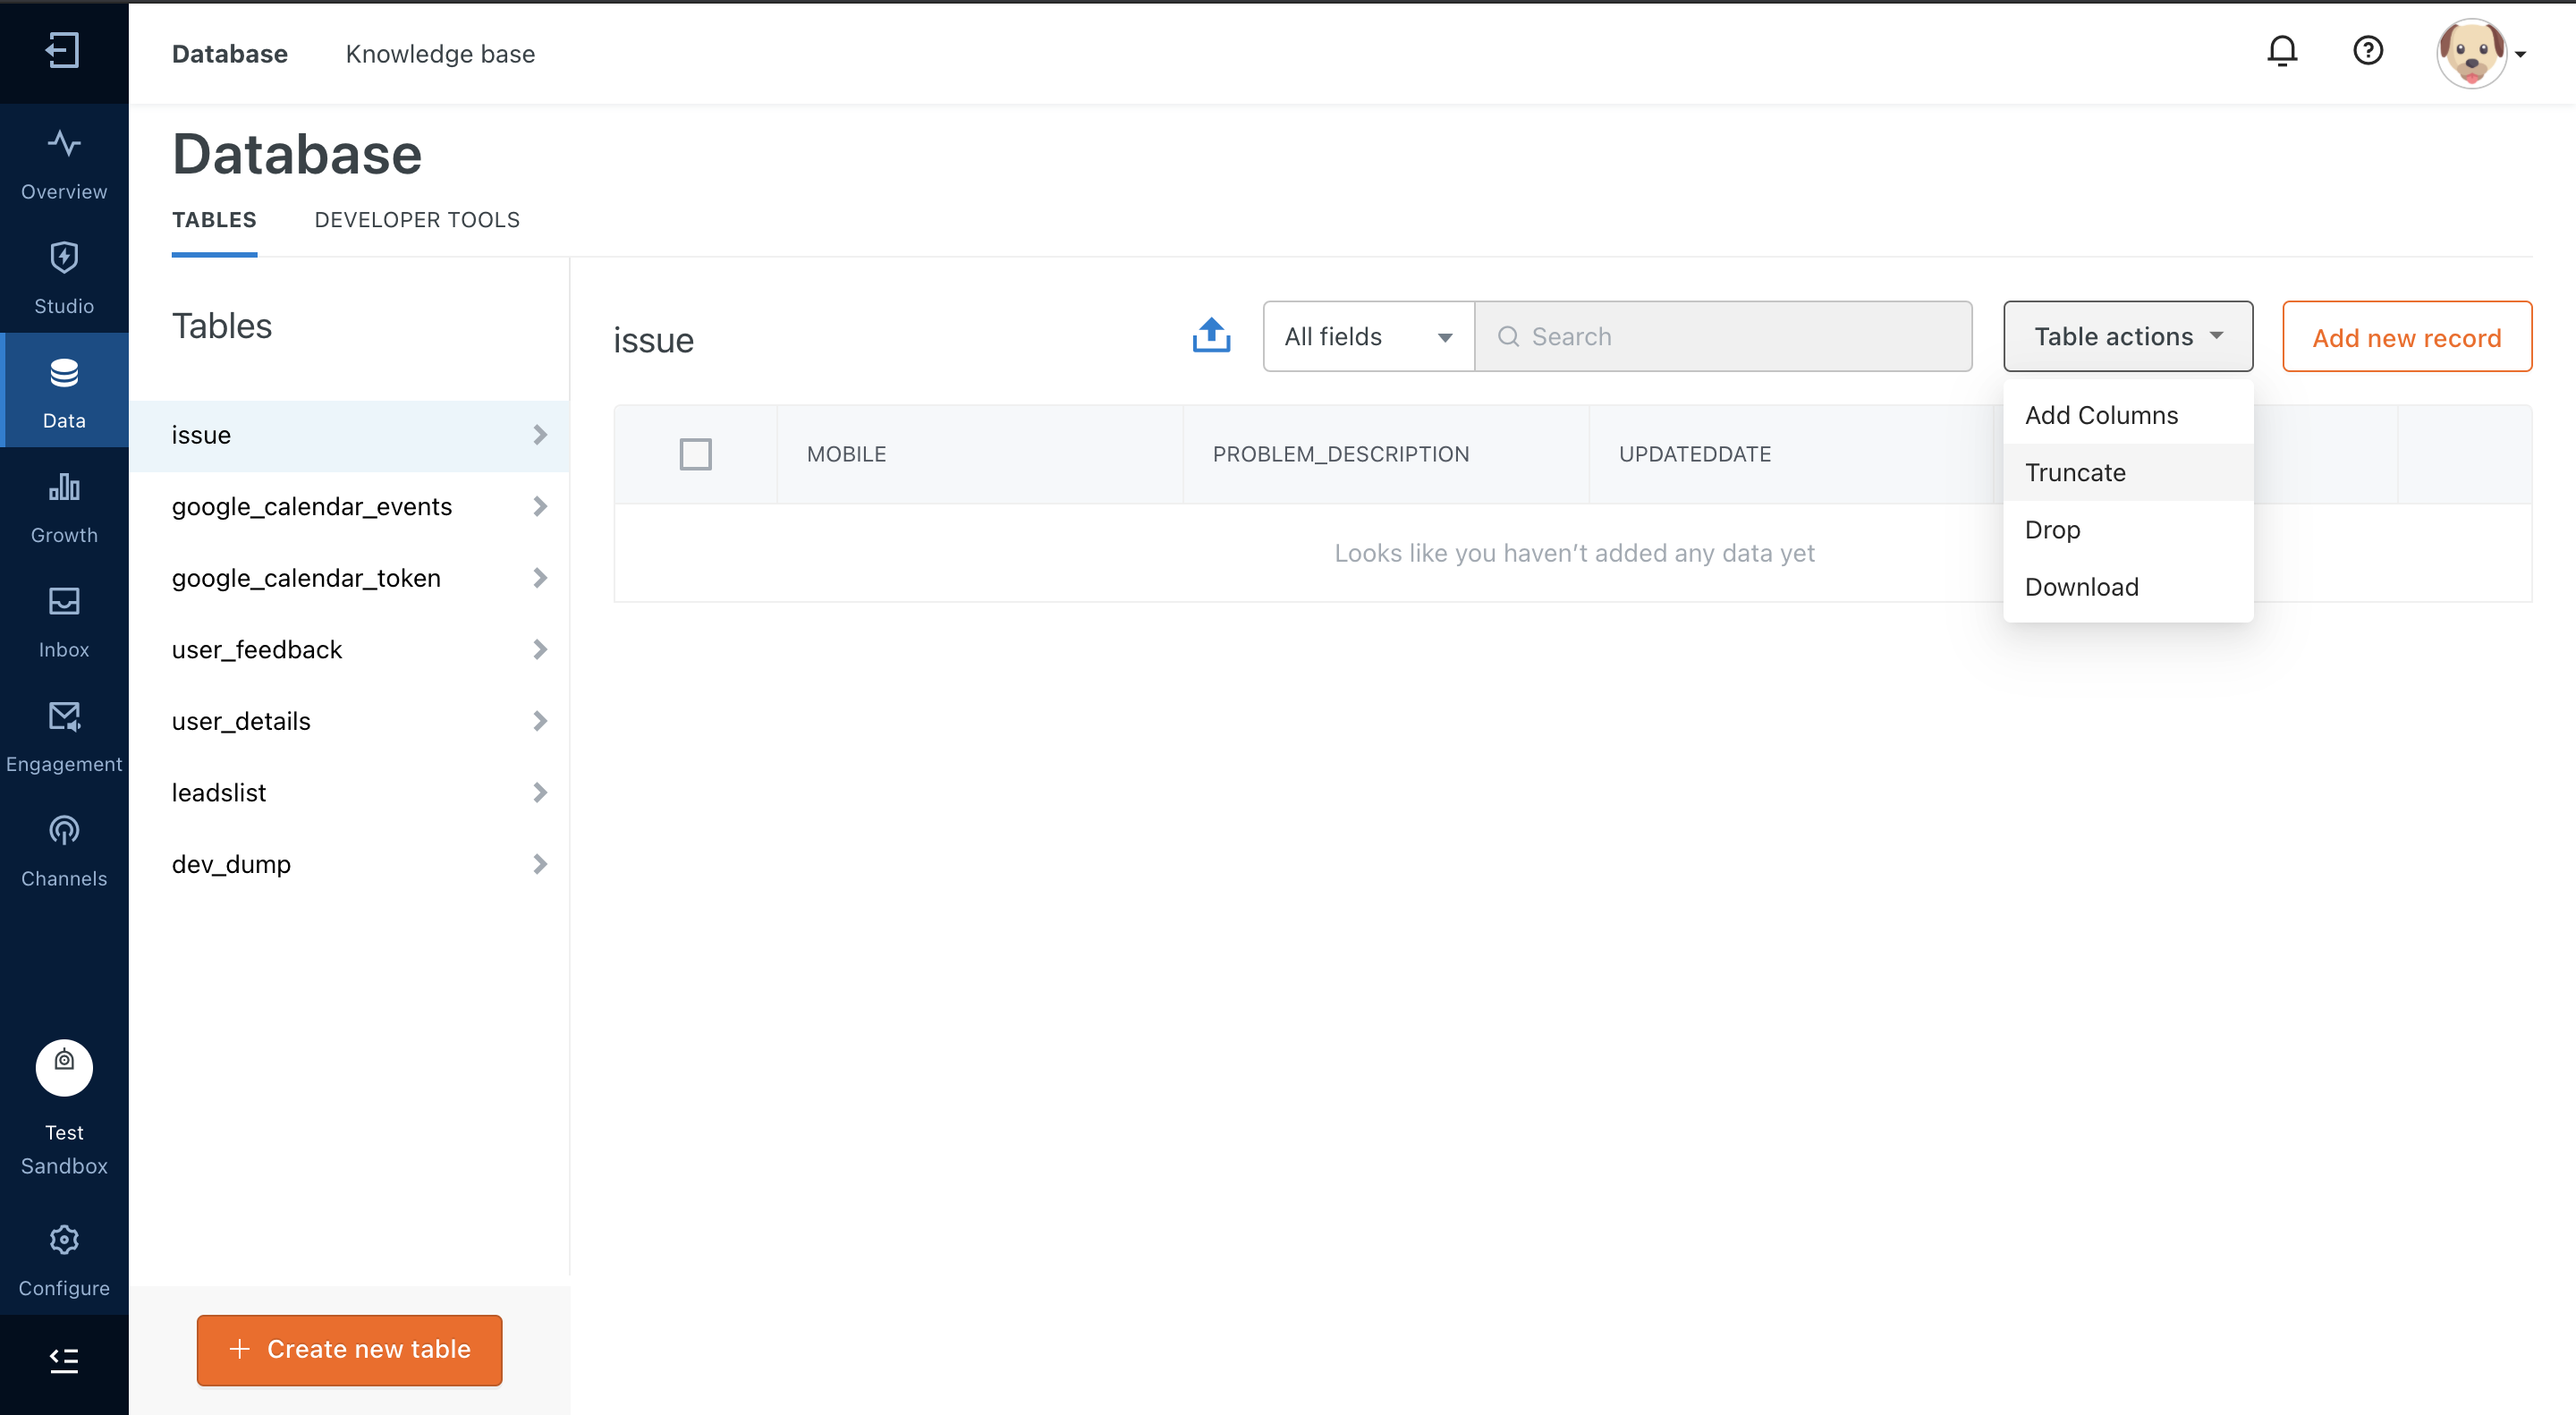 Database
Knowledge base
Overview
Studio
Data
Growth
Inbox
Engagement
Channels
Test
Sandbox
Configure
Database
TABLES
DEVELOPER TOOLS
Tables
issue
google_calendar_events
google_calendar_token
user_feedback
user_details
leadslist
dev_dump
+ Create new table
issue
All fields
Search
Table actions
Add new record
MOBILE
PROBLEM_DESCRIPTION
UPDATEDDATE
Looks like you haven’t added any data yet
Add Columns
Truncate
Drop
Download